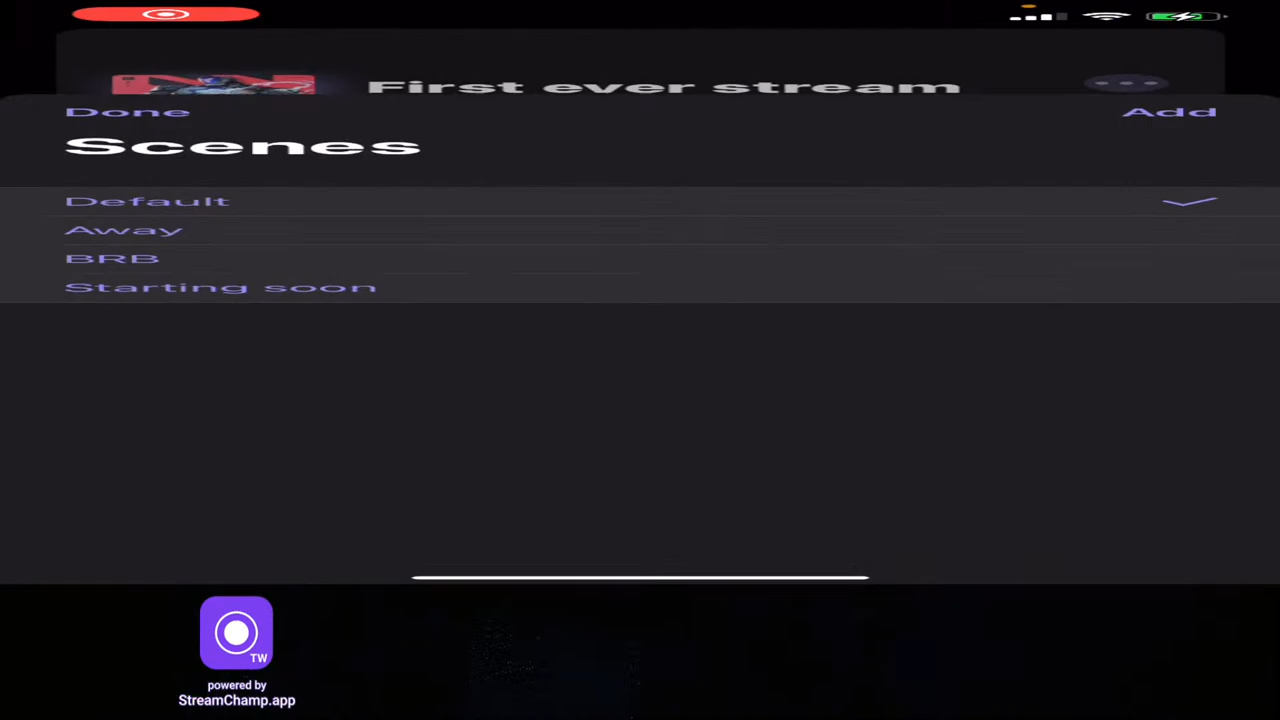 First ever stream
Done
Add
Scenes
Default
Away
BRB
Starting soon
TW
powered by
StreamChamp.app